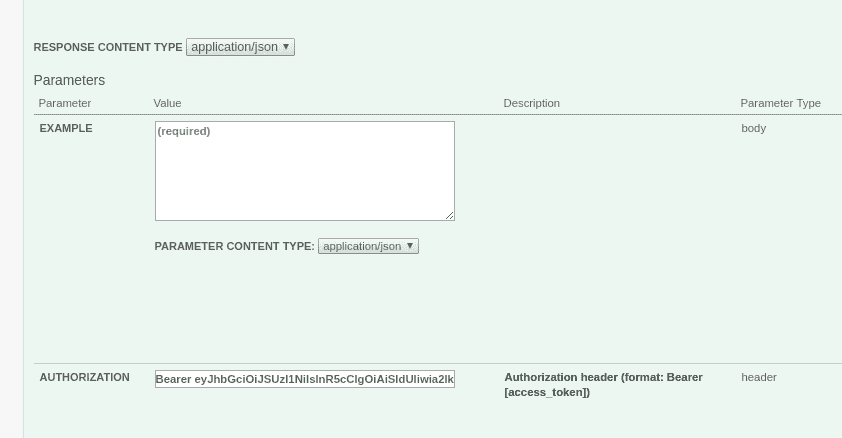 RESPONSE CONTENT TYPE application/json
Parameters
Parameter Value Description Parameter Type
EXAMPLE (required) body
PARAMETER CONTENT TYPE: application/json
AUTHORIZATION Bearer eyJhbGciOiJSUzI1NiIsInR5cCIgOiAiSldUIiwia2lk Authorization header (format: Bearer header
[access_token])